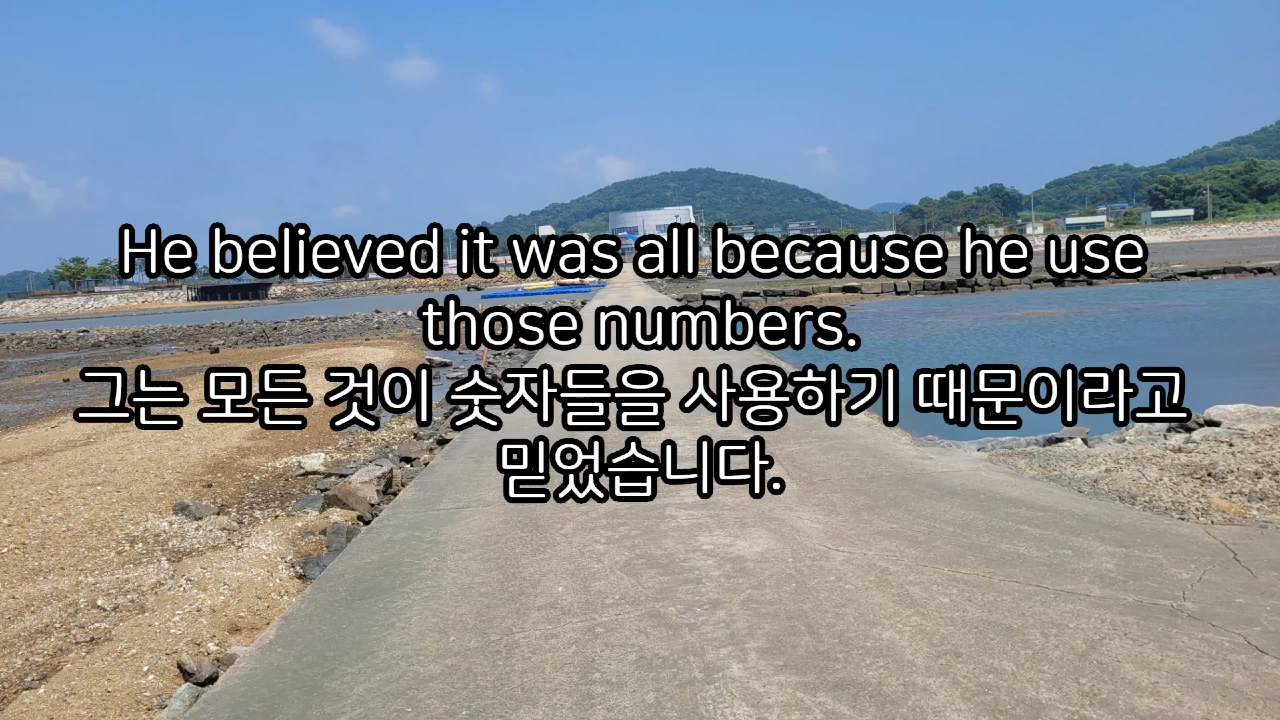 He believed it was all because he use
those numbers.
그는 모든 것이 숫자들을 사용하기 때문이라고
믿었습니다.